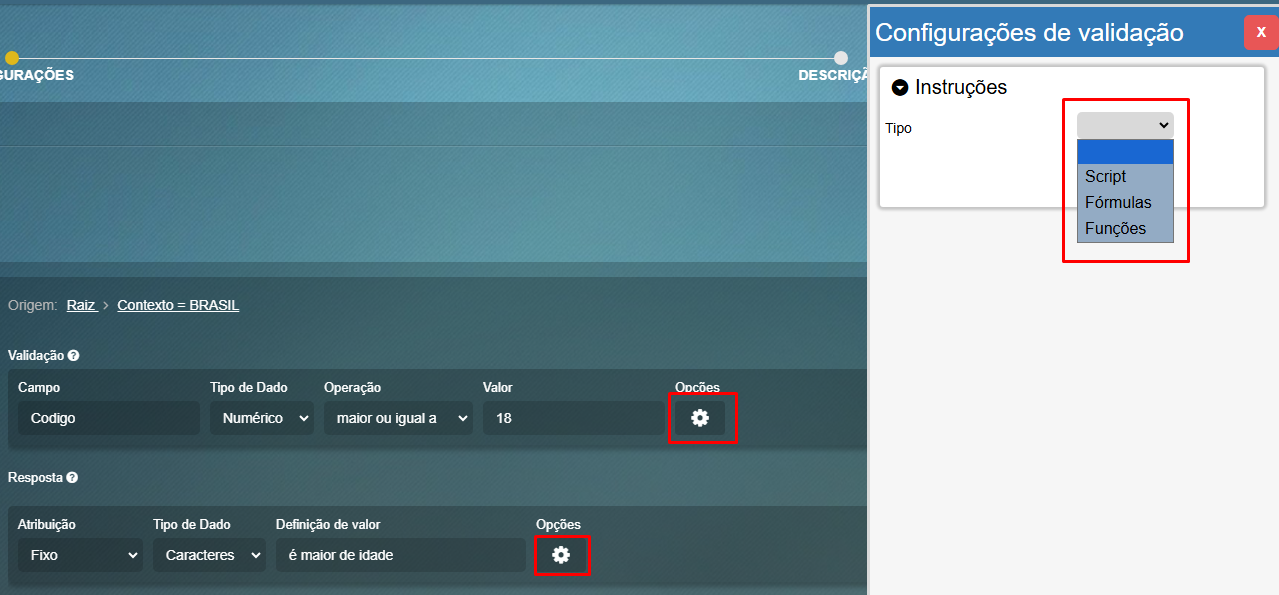 GURAÇÕES
DESCRIÇÃ
Origem: Raiz > Contexto = BRASIL
Validação ?
Campo Tipo de Dado Operação Valor Opções
Codigo Numérico maior ou igual a 18
Resposta ?
Atribuição Tipo de Dado Definição de valor Opções
Fixo Caracteres é maior de idade
Configurações de validação X
Instruções
Tipo
Script
Fórmulas
Funções